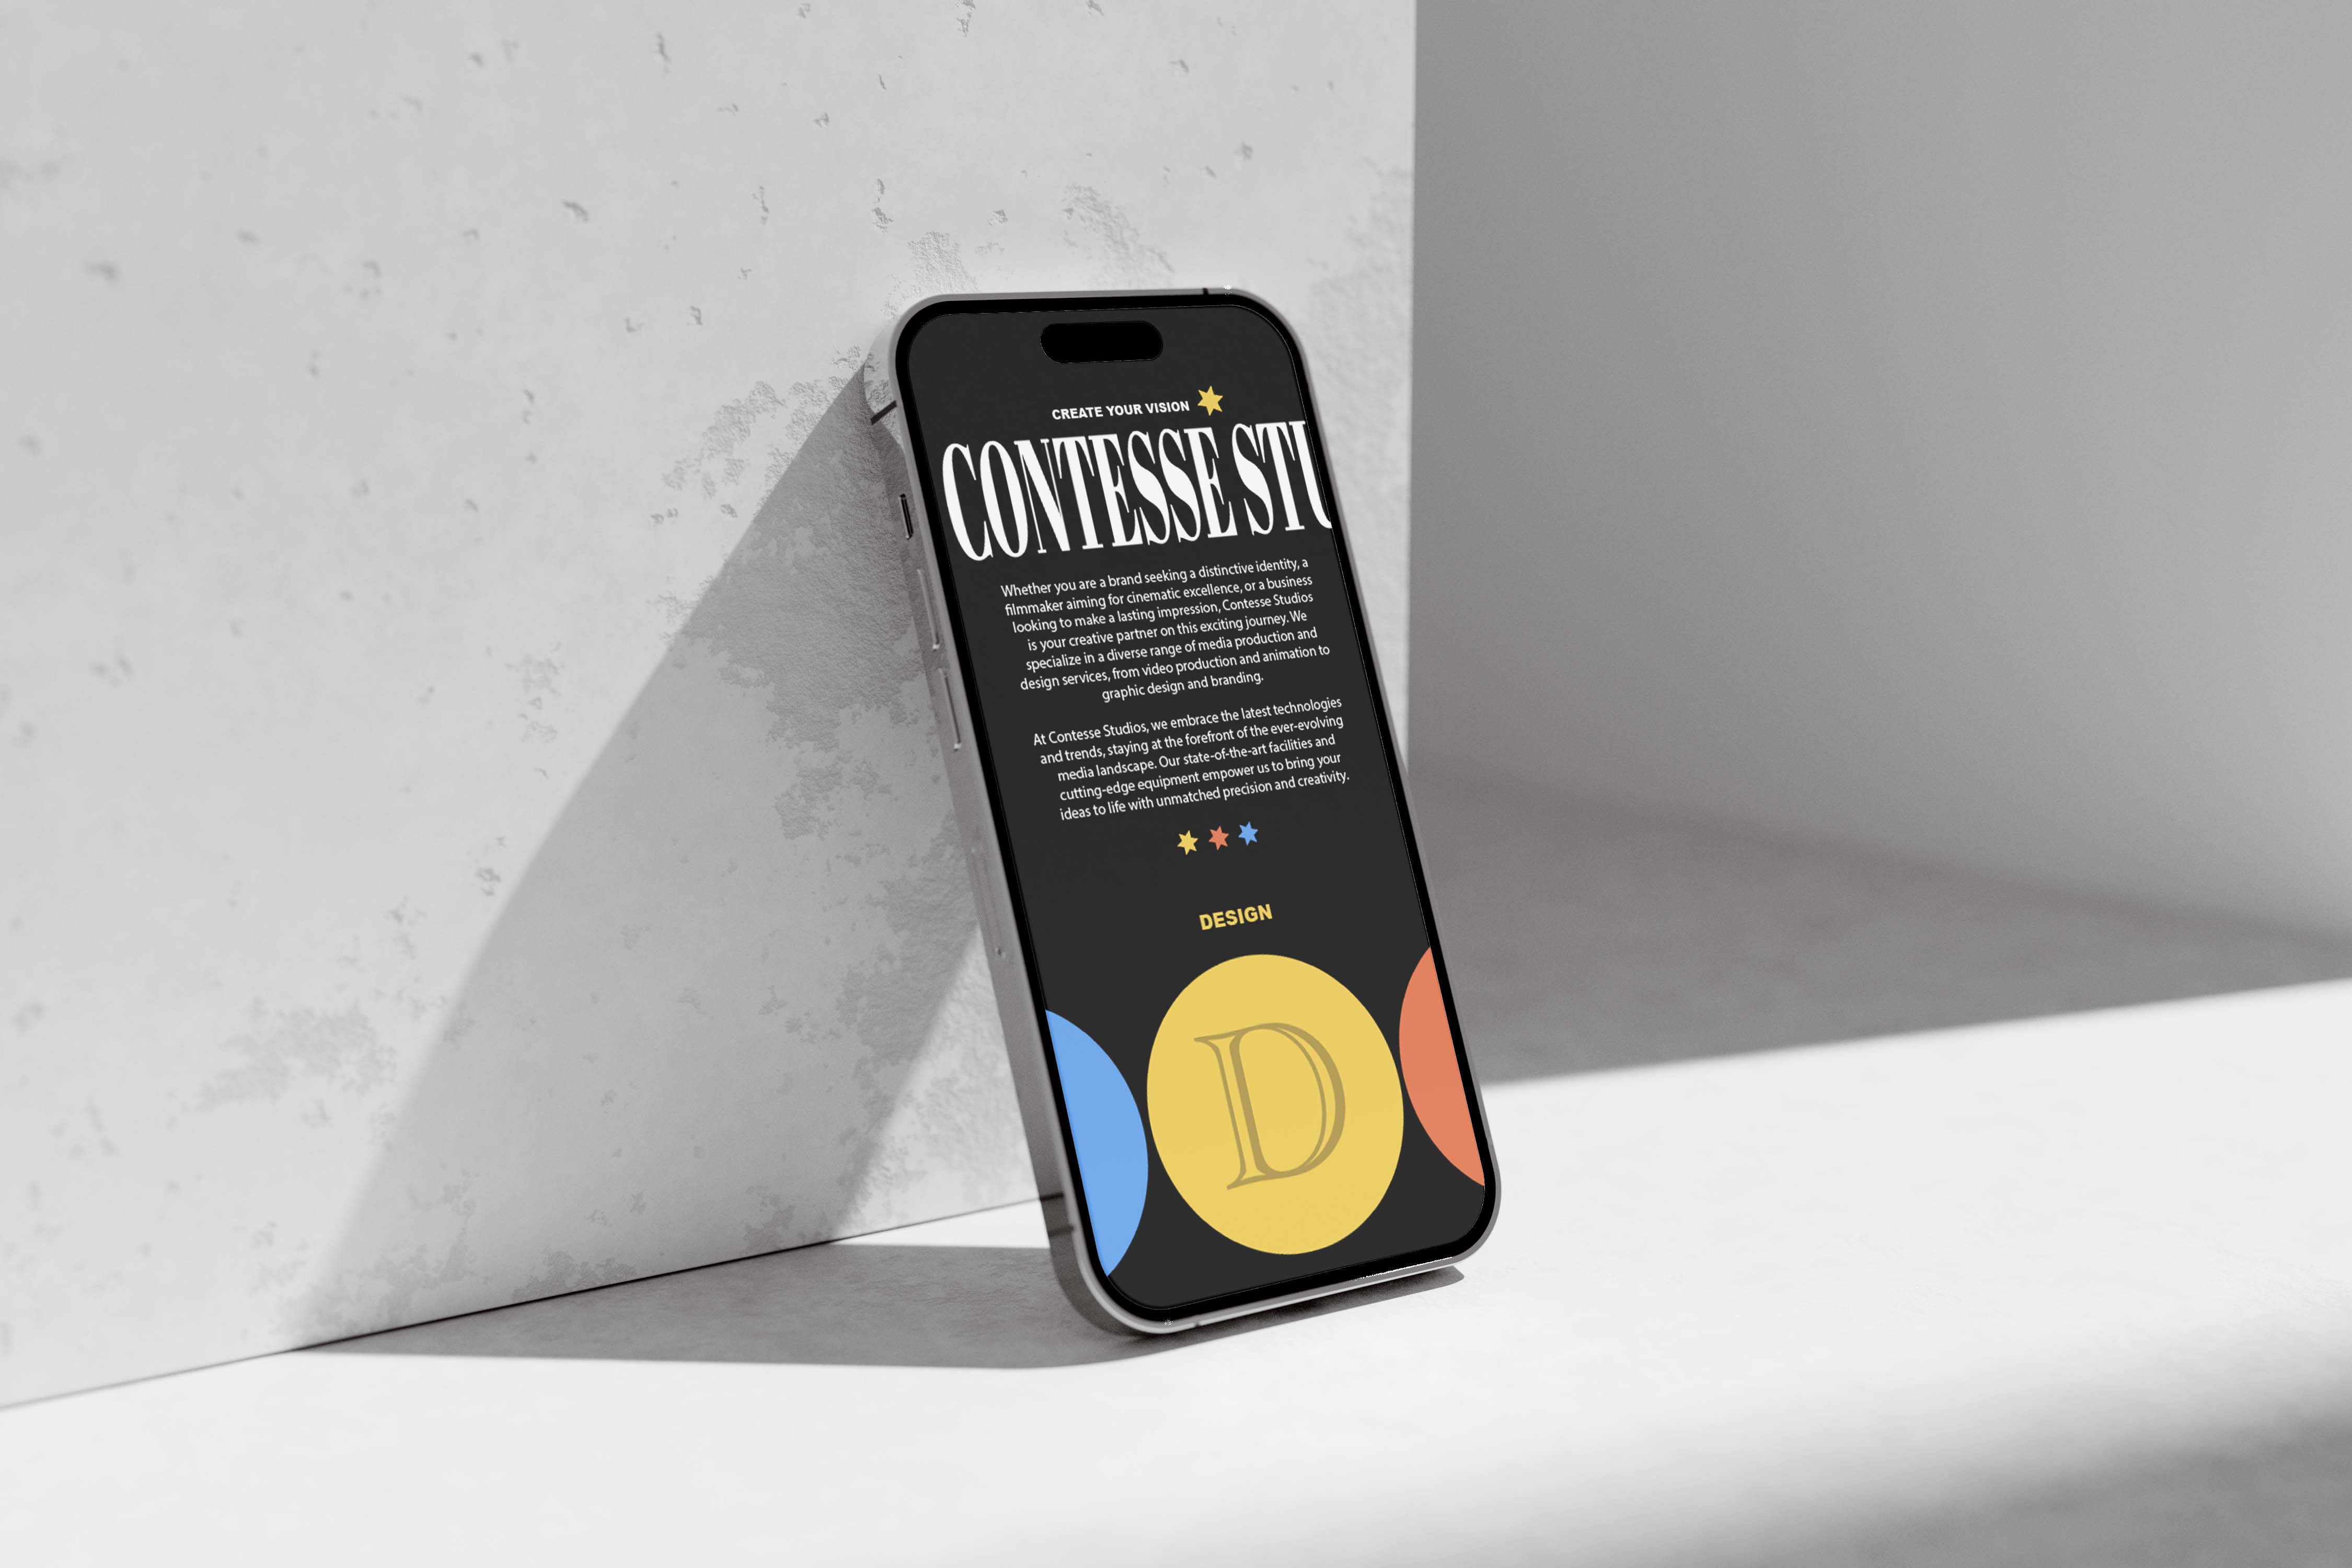 CREATE YOUR VISION
CONTESSE STU
Whether you are a brand seeking a distinctive identity, a
filmmaker aiming for cinematic excellence, or a business
looking to make a lasting impression, Contesse Studios
is your creative partner on this exciting journey. We
specialize in a diverse range of media production and
design services, from video production and animation to
graphic design and branding.
At Contesse Studios, we embrace the latest technologies
and trends, staying at the forefront of the ever-evolving
media landscape. Our state-of-the-art facilities and
cutting-edge equipment empower us to bring your
ideas to life with unmatched precision and creativity.
DESIGN
D